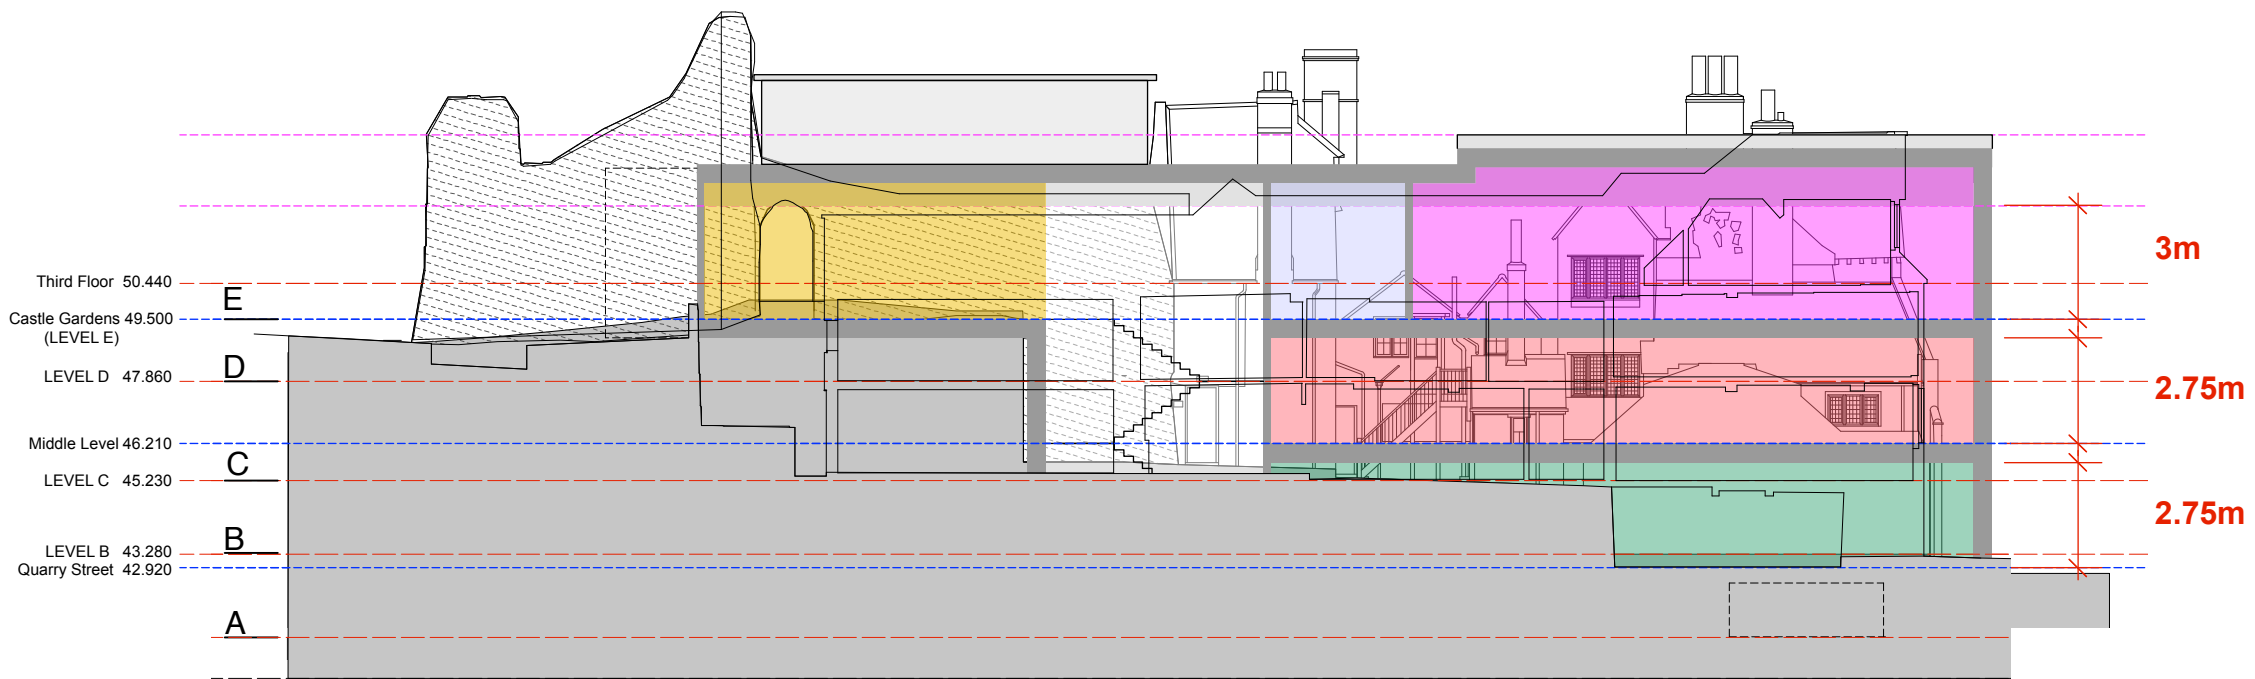 3m
Third Floor 50.440
E
Castle Gardens 49.500
(LEVEL E)
D
LEVEL D 47.860
2.75m
Middle Level 46.210
C
LEVEL C 45.230
2.75m
B
LEVEL B 43.280
Quarry Street 42.920
A